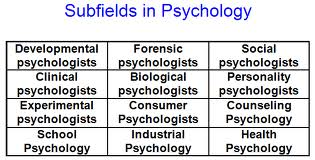 Subfields in Psychology
Developmental Forensic Social
psychologists psychologists psychologists
Clinical Biological Personality
psychologists psychologists psychologists
Experimental Consumer Counseling
psychologists Psychologists Psychology
School Industrial Health
Psychology Psychology Psychology